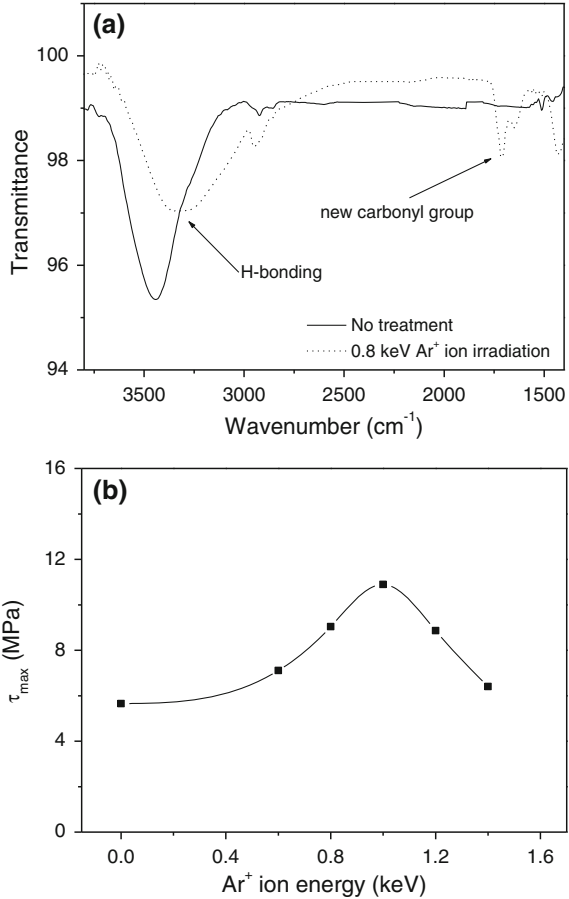 (a)
100
98
96
94
Transmittance
new carbonyl group
H-bonding
No treatment
0.8 keV Ar⁺ ion irradiation
3500 3000 2500 2000 1500
Wavenumber (cm⁻¹)
(b)
16
12
8
4
0
τmax (MPa)
0.0 0.4 0.8 1.2 1.6
Ar⁺ ion energy (keV)